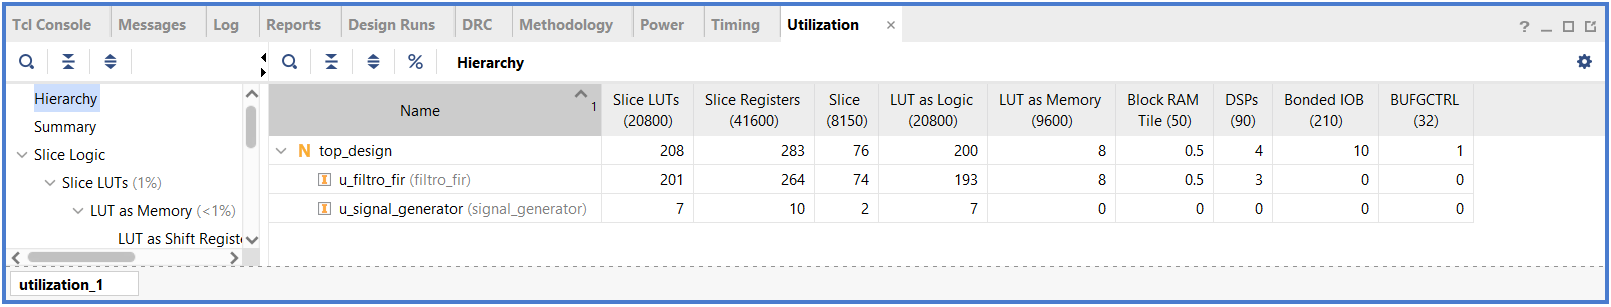 Tcl Console Messages Log Reports Design Runs DRC Methodology Power Timing Utilization × ? _
% Hierarchy
Hierarchy
Summary
Slice Logic
Slice LUTs (1%)
LUT as Memory (<1%)
LUT as Shift Registe
Name 1 Slice LUTs (20800) Slice Registers (41600) Slice (8150) LUT as Logic (20800) LUT as Memory (9600) Block RAM Tile (50) DSPs (90) Bonded IOB (210) BUFGCTRL (32)
N top_design 208 283 76 200 8 0.5 4 10 1
I u_filtro_fir (filtro_fir) 201 264 74 193 8 0.5 3 0 0
I u_signal_generator (signal_generator) 7 10 2 7 0 0 0 0 0
utilization_1